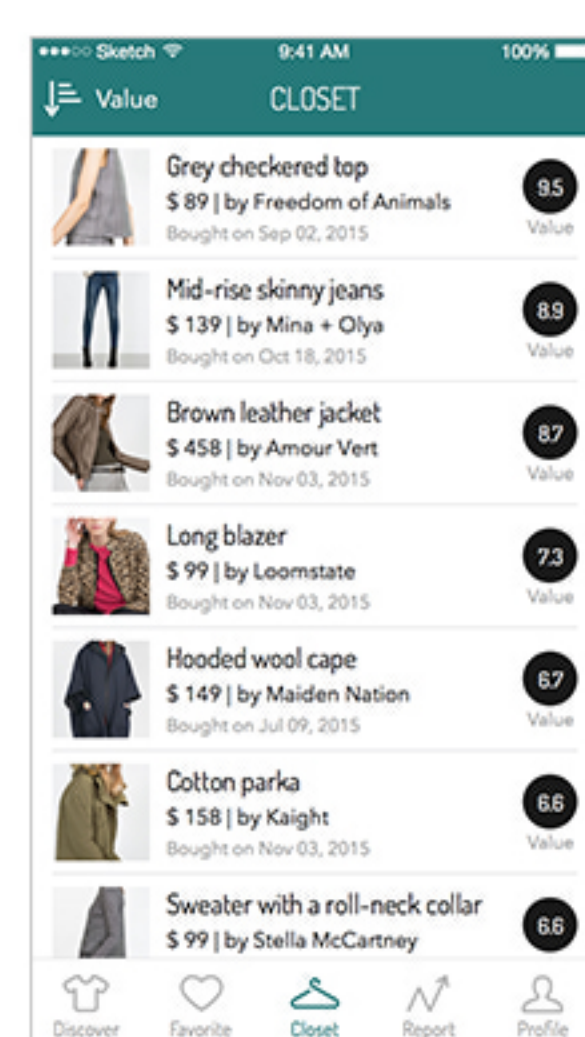 Sketch 9:41 AM 100%
Value CLOSET
Grey checkered top
$ 89 | by Freedom of Animals
Bought on Sep 02, 2015
9.5
Value
Mid-rise skinny jeans
$ 139 | by Mina + Olya
Bought on Oct 18, 2015
8.9
Value
Brown leather jacket
$ 458 | by Amour Vert
Bought on Nov 03, 2015
8.7
Value
Long blazer
$ 99 | by Loomstate
Bought on Nov 03, 2015
7.3
Value
Hooded wool cape
$ 149 | by Maiden Nation
Bought on Jul 09, 2015
6.7
Value
Cotton parka
$ 158 | by Kaight
Bought on Nov 03, 2015
6.6
Value
Sweater with a roll-neck collar
$ 99 | by Stella McCartney
6.6
Discover Favorite Closet Report Profile